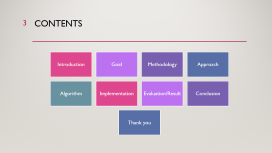 3 CONTENTS
Introduction Goal Methodology Approach
Algorithm Implementation Evaluation/Result Conclusion
Thank you